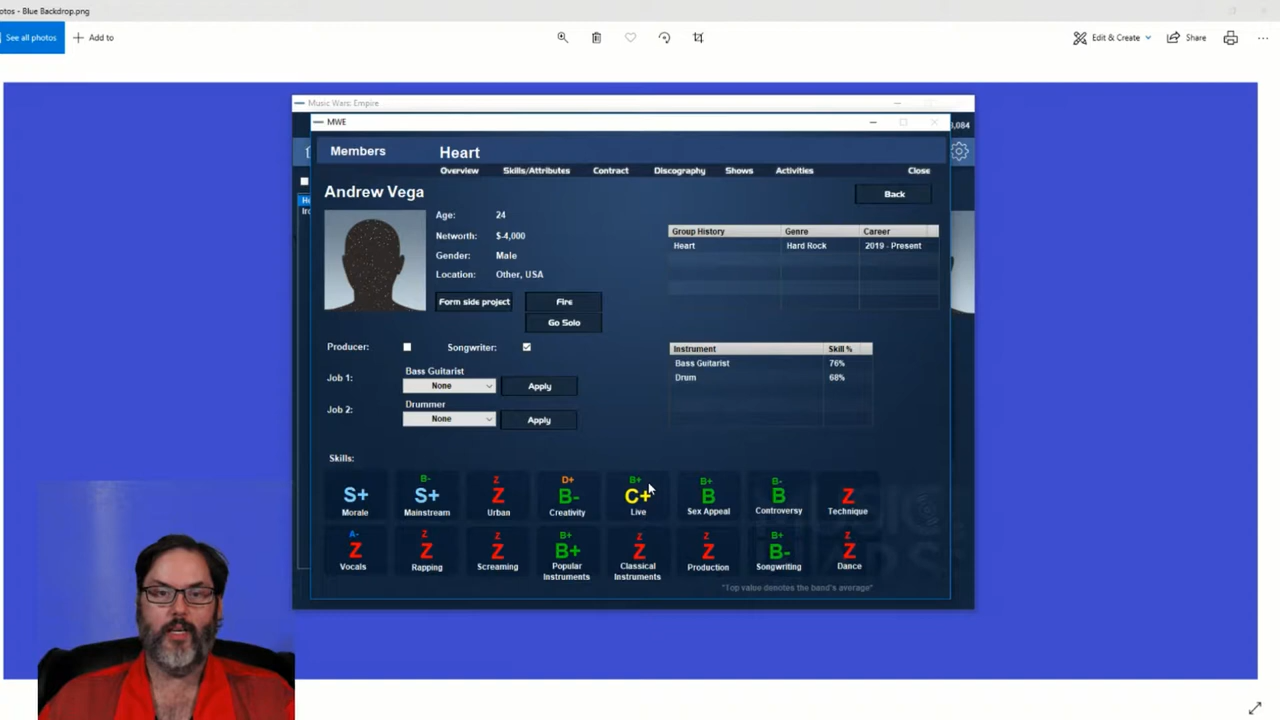 otos - Blue Backdrop.png
See all photos
Add to
Edit & Create
Share
Music Wars: Empire
MWE
3,084
Members
Heart
Overview
Skills/Attributes
Contract
Discography
Shows
Activities
Close
Andrew Vega
Back
Age: 24
Networth: $-4,000
Gender: Male
Location: Other, USA
Group History Genre Career
Heart Hard Rock 2019 - Present
Form side project
Fire
Go Solo
Producer:
Songwriter:
Instrument Skill %
Bass Guitarist 76%
Drum 68%
Job 1:
Bass Guitarist
None
Apply
Job 2:
Drummer
None
Apply
Skills:
S+
Morale
B-
S+
Mainstream
Z
Z
Urban
D+
B-
Creativity
B+
C+
Live
B+
B
Sex Appeal
B-
B
Controversy
Z
Technique
A-
Z
Vocals
Z
Z
Rapping
Z
Z
Screaming
B+
B+
Popular
Instruments
Z
Z
Classical
Instruments
Z
Z
Production
B+
B-
Songwriting
Z
Z
Dance
"Top value denotes the band's average"